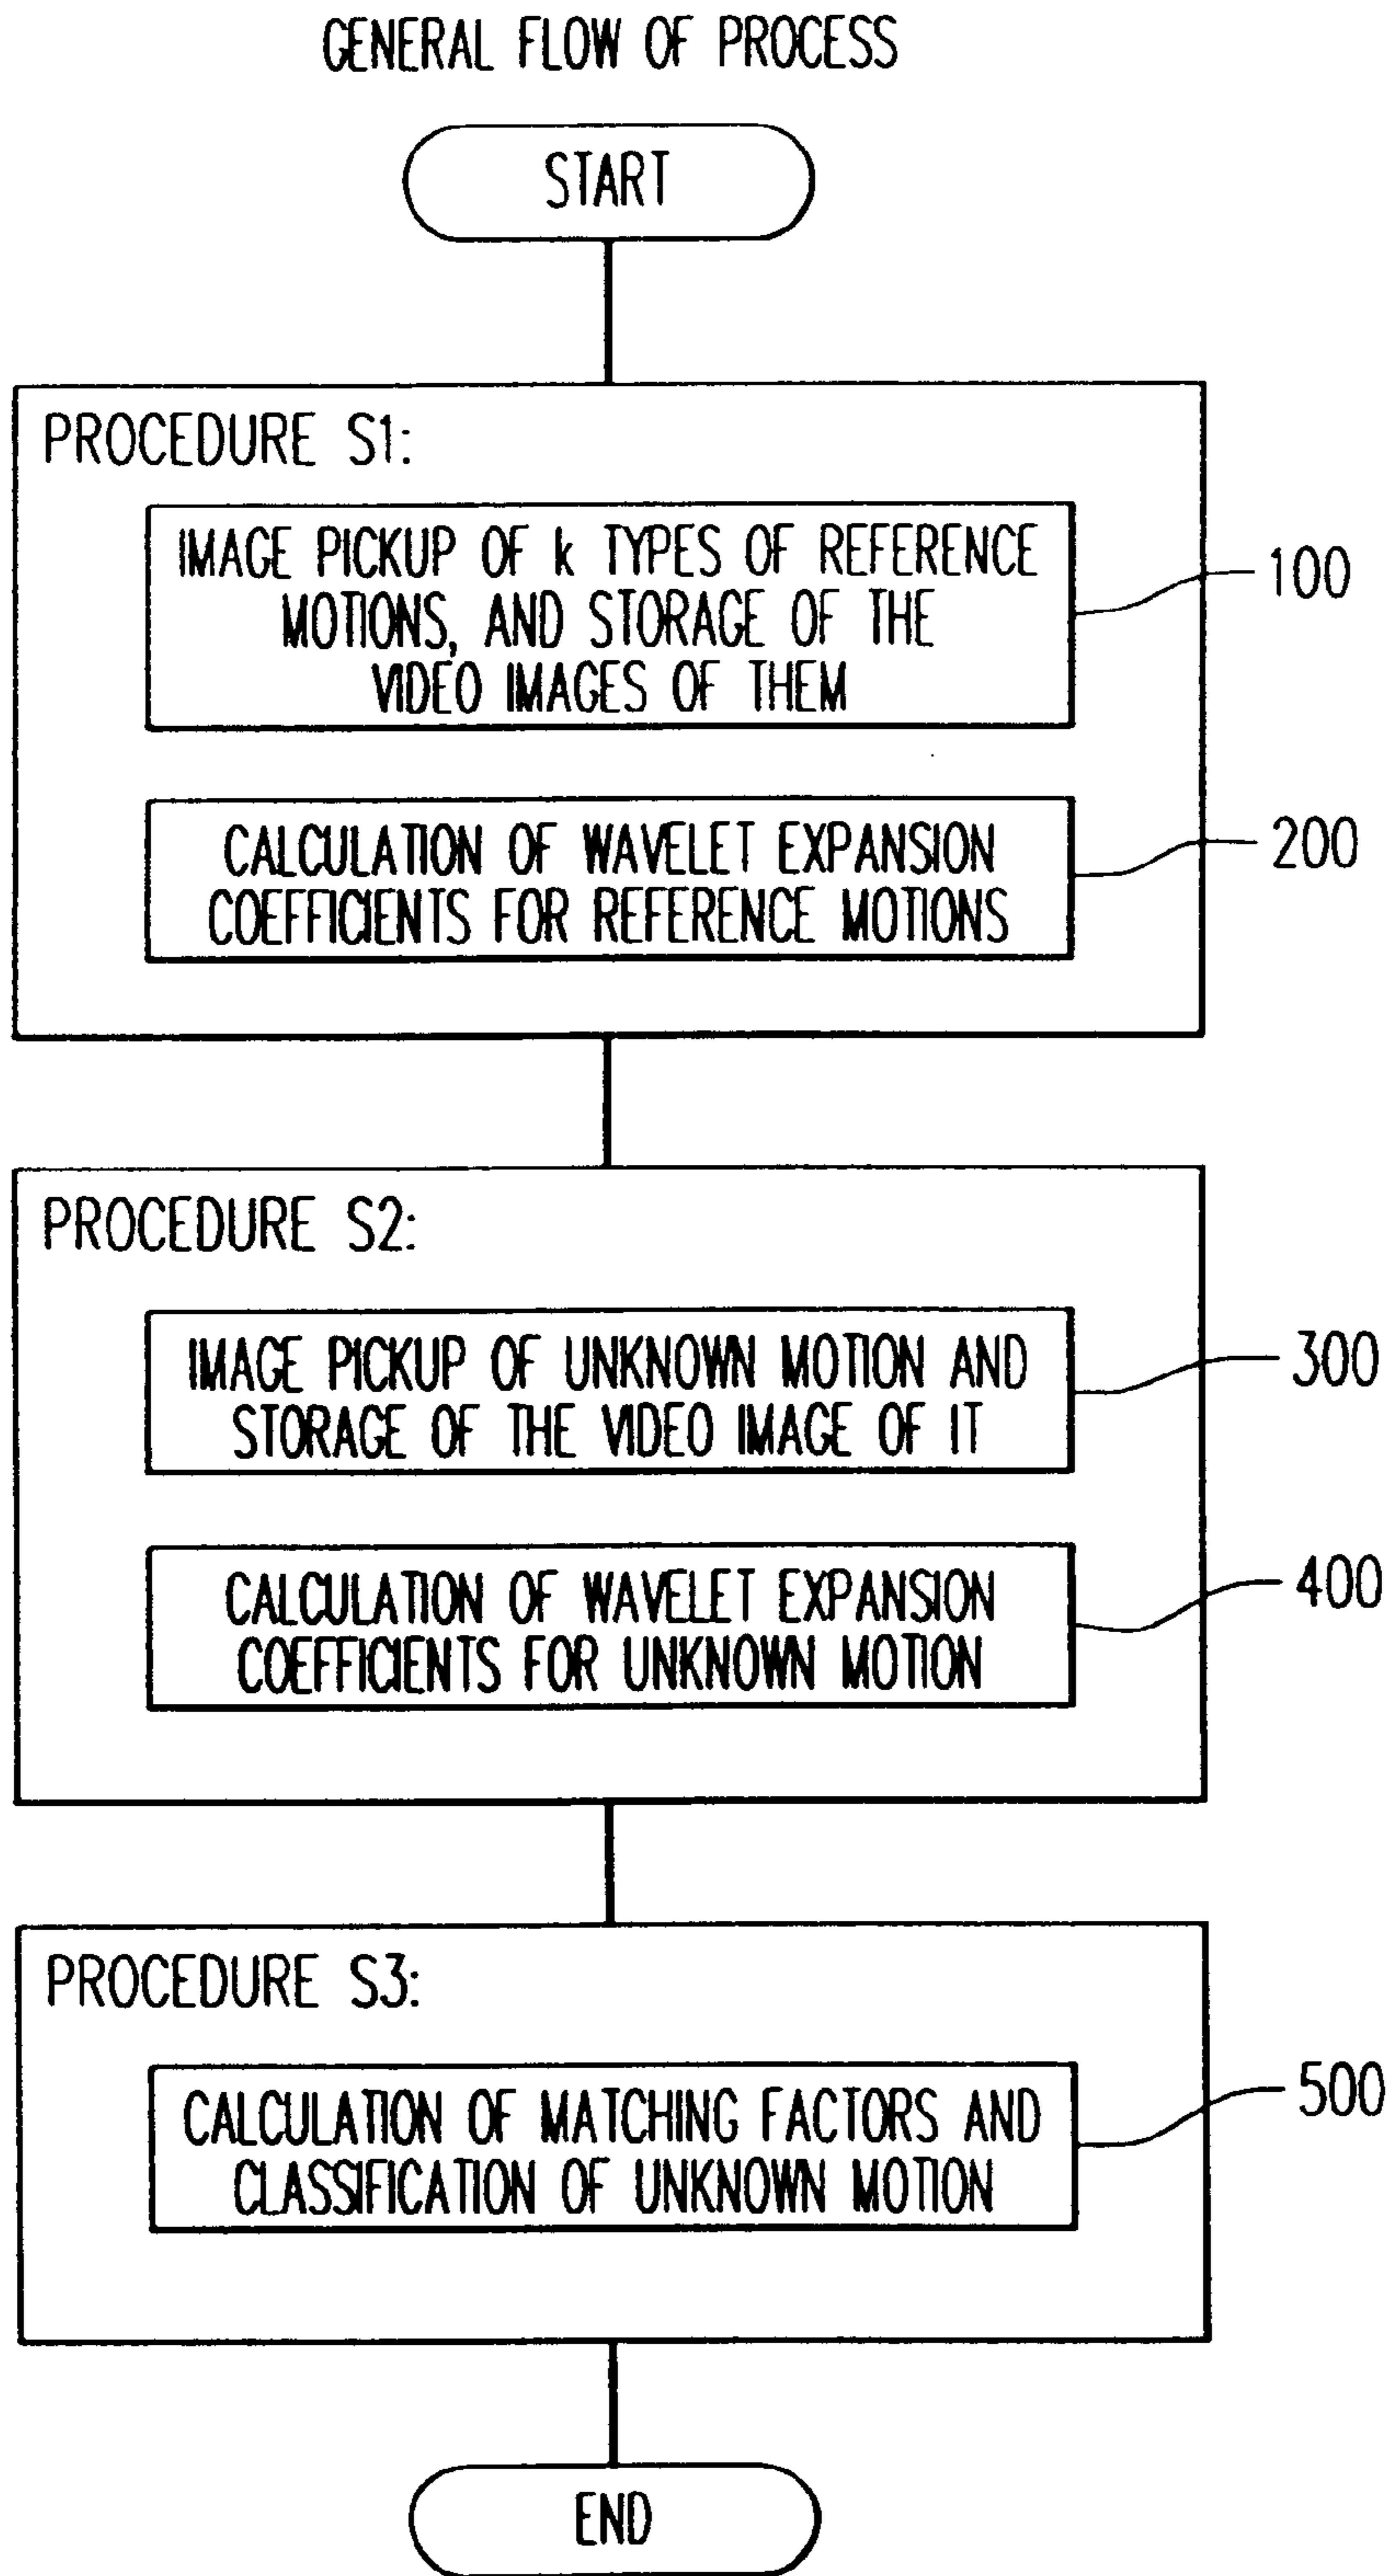 GENERAL FLOW OF PROCESS
START
PROCEDURE S1:
IMAGE PICKUP OF k TYPES OF REFERENCE
MOTIONS, AND STORAGE OF THE
VIDEO IMAGES OF THEM
100
CALCULATION OF WAVELET EXPANSION
COEFFICIENTS FOR REFERENCE MOTIONS
200
PROCEDURE S2:
IMAGE PICKUP OF UNKNOWN MOTION AND
STORAGE OF THE VIDEO IMAGE OF IT
300
CALCULATION OF WAVELET EXPANSION
COEFFICIENTS FOR UNKNOWN MOTION
400
PROCEDURE S3:
CALCULATION OF MATCHING FACTORS AND
CLASSIFICATION OF UNKNOWN MOTION
500
END